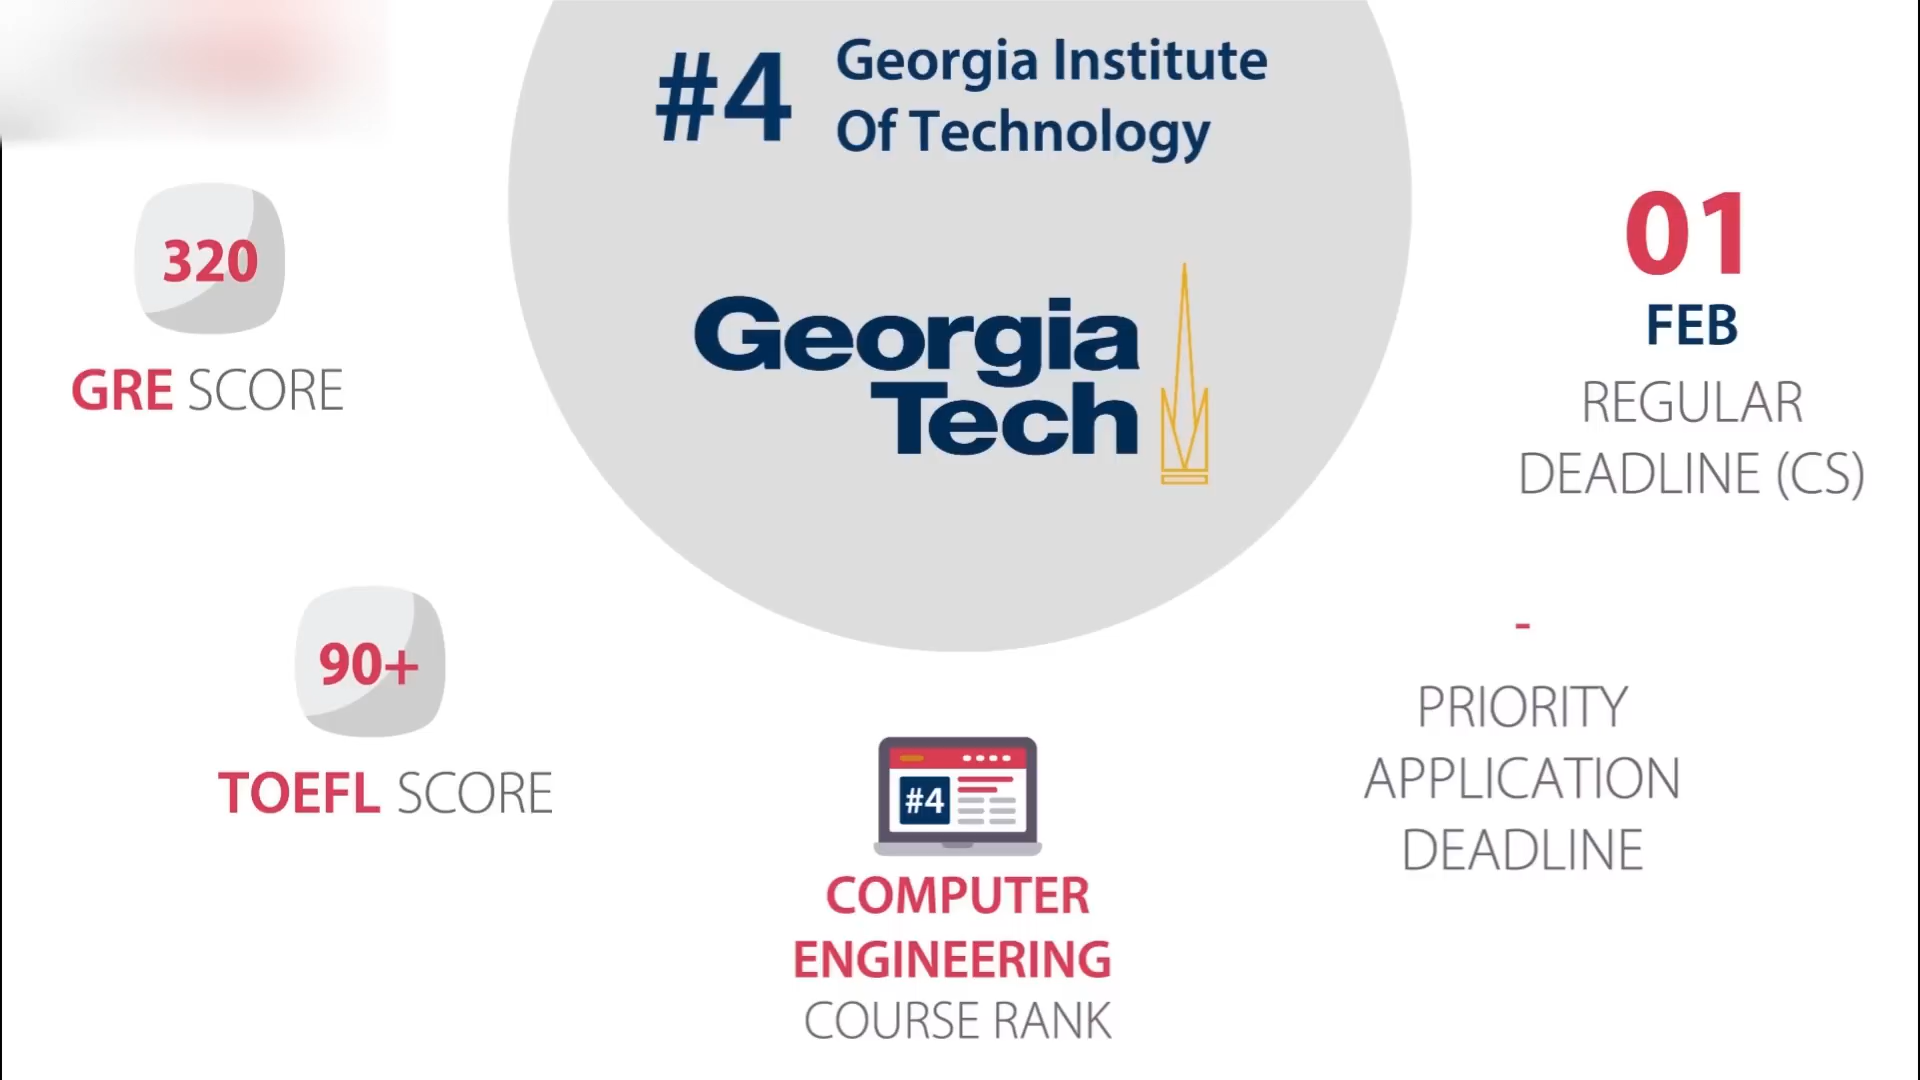 #4
Georgia Institute
Of Technology
Georgia
Tech
320
GRE SCORE
90+
TOEFL SCORE
#4
COMPUTER
ENGINEERING
COURSE RANK
01
FEB
REGULAR
DEADLINE (CS)
-
PRIORITY
APPLICATION
DEADLINE